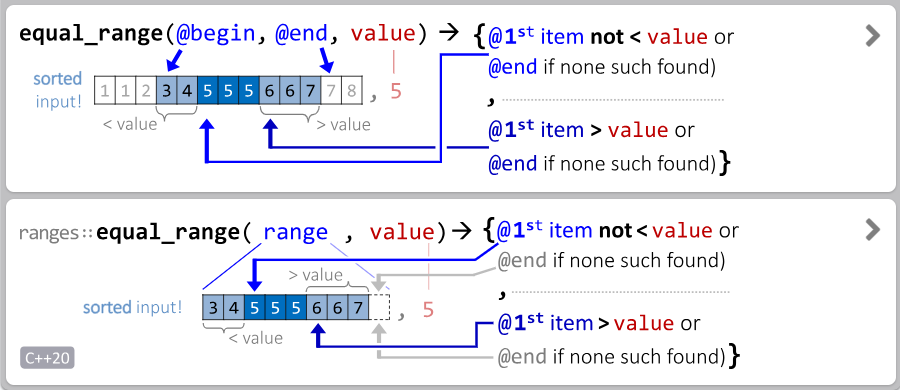 equal_range(@begin, @end, value) → {@1st item not < value or
@end if none such found)
sorted input! 1 1 2 3 4 5 5 5 6 6 7 7 8 , 5
,
< value > value
@1st item > value or
@end if none such found)}
ranges::equal_range( range , value) → {@1st item not < value or
@end if none such found)
> value
,
sorted input! 3 4 5 5 5 6 6 7 , 5
@1st item > value or
< value
@end if none such found)}
C++20